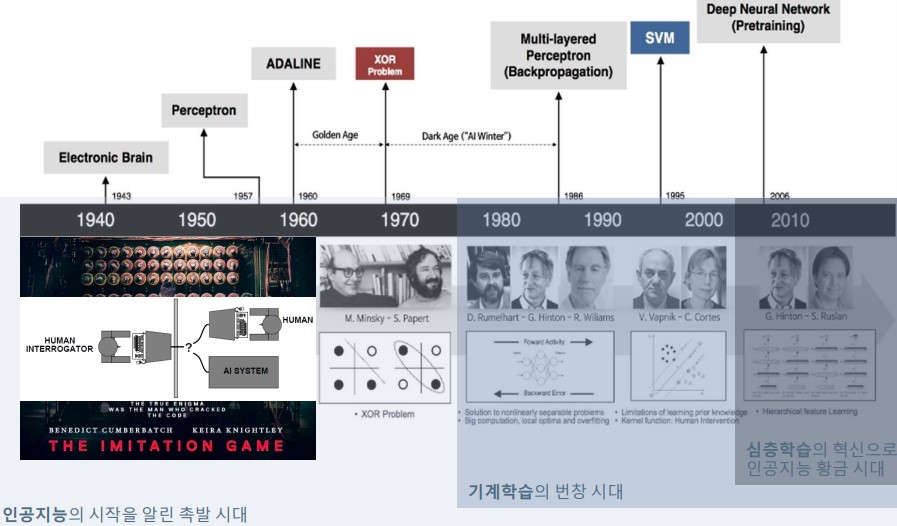 Deep Neural Network
(Pretraining)
Multi-layered
Perceptron
(Backpropagation)
SVM
ADALINE
XOR
Problem
Perceptron
Golden Age
Dark Age ("AI Winter")
Electronic Brain
1943
1957
1960
1969
1986
1995
2006
1940
1950
1960
1970
1980
1990
2000
2010
M. Minsky - S. Papert
D. Rumelhart - G. Hinton - R. Wiliams
V. Vapnik - C. Cortes
G. Hinton - S. Ruslan
HUMAN
INTERROGATOR
?
HUMAN
AI SYSTEM
Foward Activity
Backward Error
• XOR Problem
• Solution to nonlinearly separable problems
• Big computation, local optima and overfitting
• Limitations of learning prior knowledge
• Kernel function: Human Intervention
• Hierarchical feature Learning
THE TRUE ENIGMA
WAS THE MAN WHO CRACKED
THE CODE
BENEDICT CUMBERBATCH KEIRA KNIGHTLEY
THE IMITATION GAME
심층학습의 혁신으로
인공지능 황금 시대
기계학습의 번창 시대
인공지능의 시작을 알린 촉발 시대